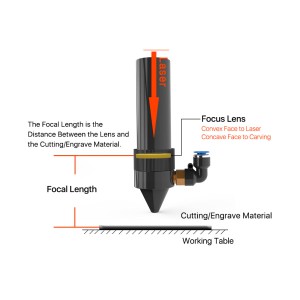 Laser
The Focal Length is the
Distance Between the Lens and
the Cutting/Engrave Material.
Focus Lens
Convex Face to Laser
Concave Face to Carving
Focal Length
Cutting/Engrave Material
Working Table